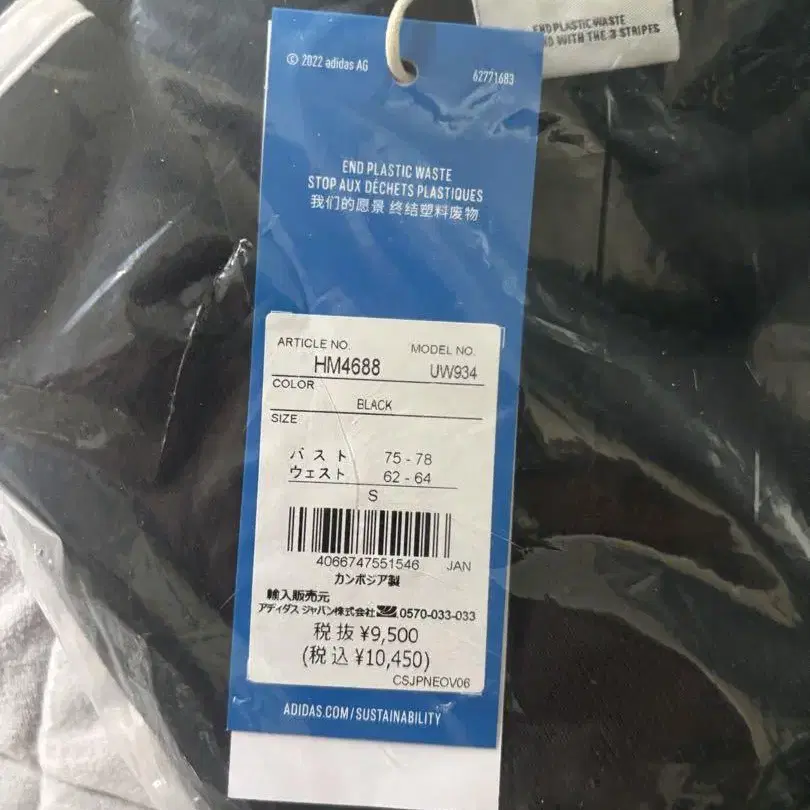 END PLASTIC WASTE
WITH THE 3 STRIPES
© 2022 adidas AG
62771683
END PLASTIC WASTE
STOP AUX DÉCHETS PLASTIQUES
我们的愿景 终结塑料废物
ARTICLE NO. MODEL NO.
HM4688 UW934
COLOR
BLACK
SIZE
バスト 75 - 78
ウェスト 62 - 64
S
4066747551546 JAN
カンボジア製
輸入販売元
アディダス ジャパン株式会社 0570-033-033
税抜 ¥9,500
(税込 ¥10,450)
CSJPNEOV06
ADIDAS.COM/SUSTAINABILITY